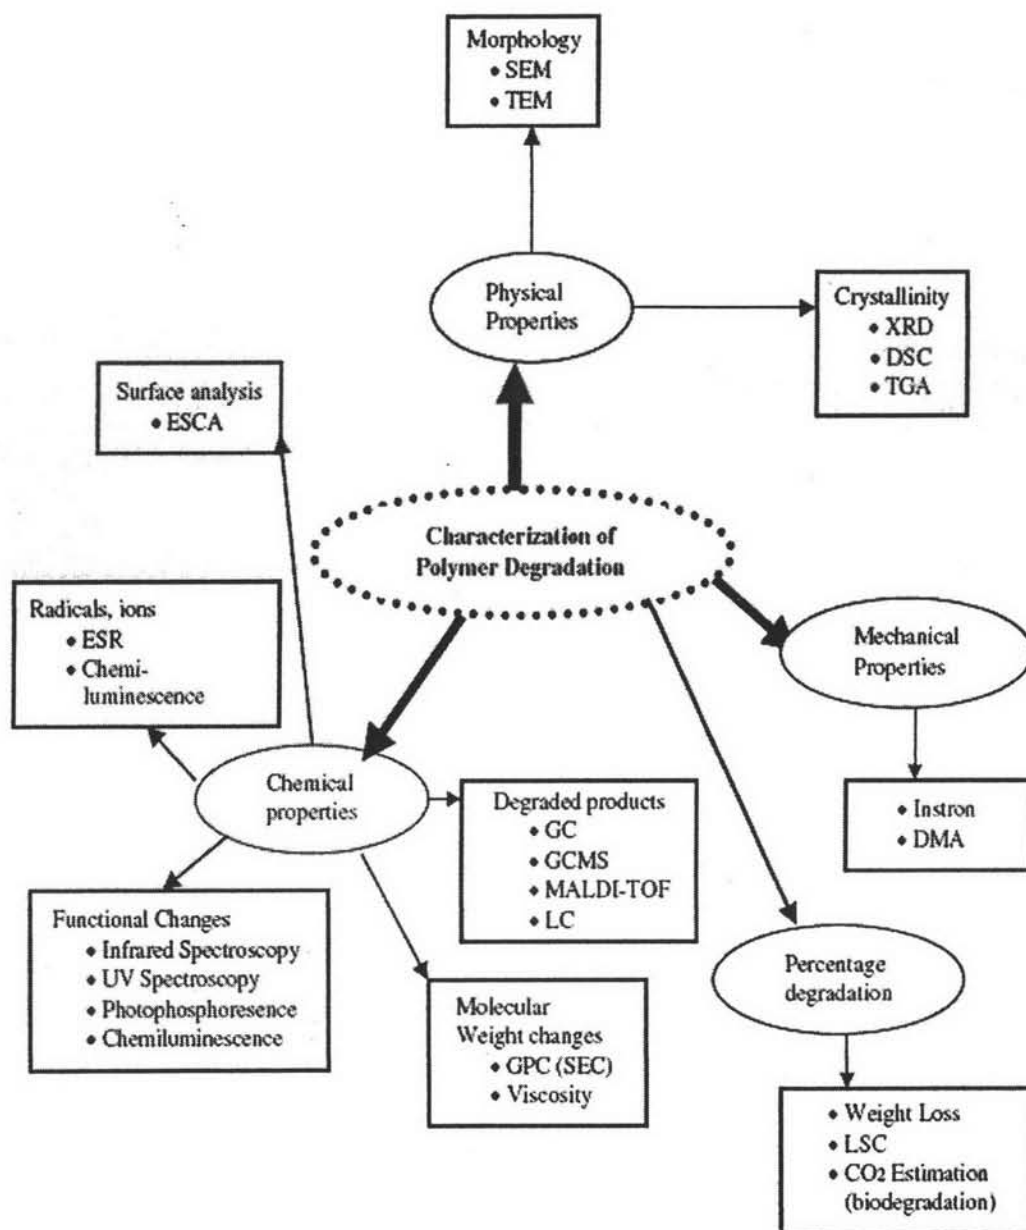 Morphology
• SEM
• TEM
Physical
Properties
Crystallinity
• XRD
• DSC
• TGA
Surface analysis
• ESCA
Characterization of
Polymer Degradation
Radicals, ions
• ESR
• Chemi-
luminescence
Mechanical
Properties
Chemical
properties
Degraded products
• GC
• GCMS
• MALDI-TOF
• LC
• Instron
• DMA
Functional Changes
• Infrared Spectroscopy
• UV Spectroscopy
• Photophosphoresence
• Chemiluminescence
Molecular
Weight changes
• GPC (SEC)
• Viscosity
Percentage
degradation
• Weight Loss
• LSC
• CO2 Estimation
(biodegradation)